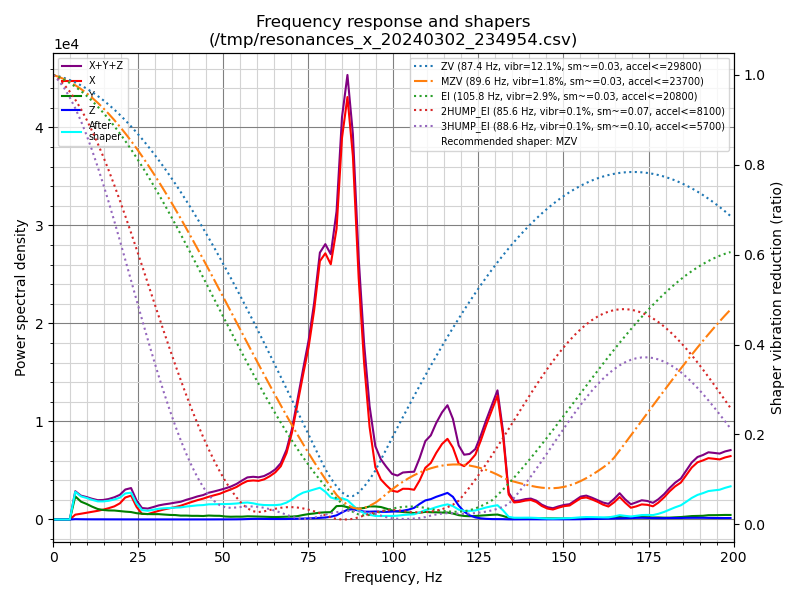 Frequency response and shapers
(/tmp/resonances_x_20240302_234954.csv)
1e4
X+Y+Z
X
Y
Z
After
shaper
ZV (87.4 Hz, vibr=12.1%, sm~=0.03, accel<=29800)
MZV (89.6 Hz, vibr=1.8%, sm~=0.03, accel<=23700)
EI (105.8 Hz, vibr=2.9%, sm~=0.03, accel<=20800)
2HUMP_EI (85.6 Hz, vibr=0.1%, sm~=0.07, accel<=8100)
3HUMP_EI (88.6 Hz, vibr=0.1%, sm~=0.10, accel<=5700)
Recommended shaper: MZV
Power spectral density
4
3
2
1
0
1.0
0.8
0.6
0.4
0.2
0.0
Shaper vibration reduction (ratio)
0 25 50 75 100 125 150 175 200
Frequency, Hz